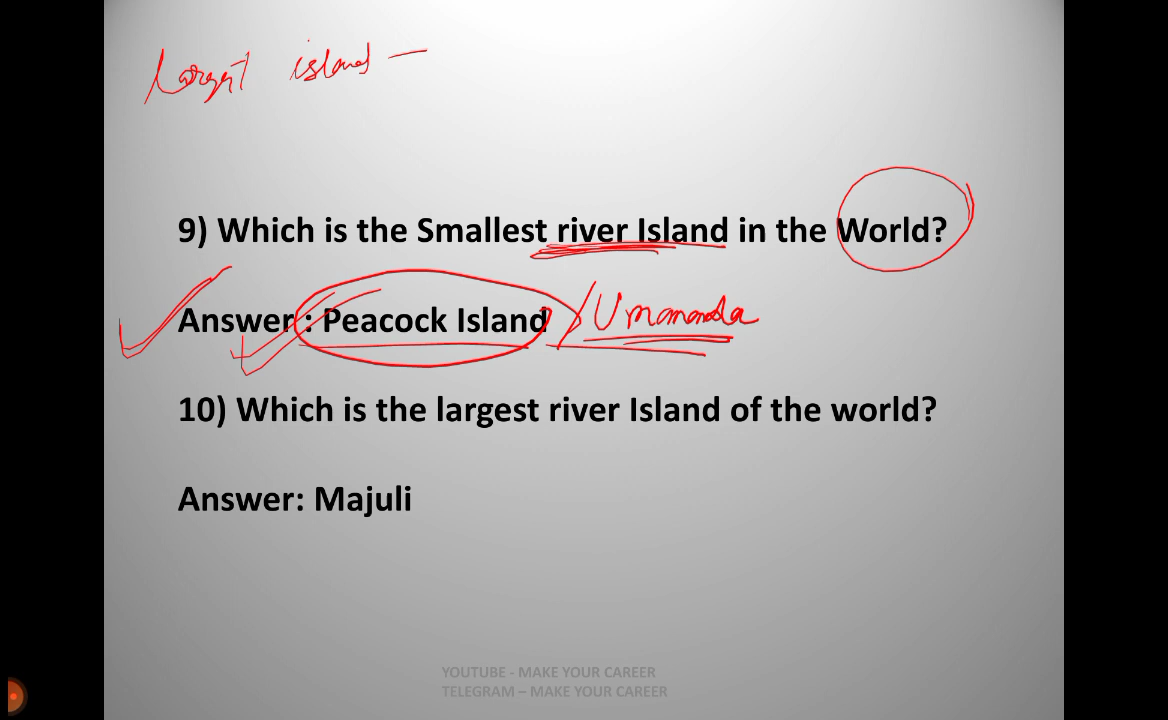 Largest island –
9) Which is the Smallest river Island in the World?
Answer : Peacock Island / Umananda
10) Which is the largest river Island of the world?
Answer: Majuli
YOUTUBE - MAKE YOUR CAREER
TELEGRAM – MAKE YOUR CAREER